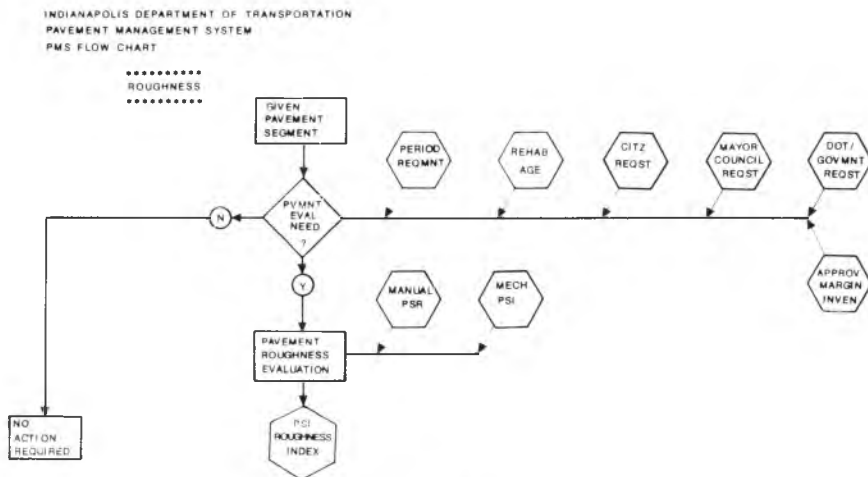 INDIANAPOLIS DEPARTMENT OF TRANSPORTATION
PAVEMENT MANAGEMENT SYSTEM
PMS FLOW CHART
ROUGHNESS
GIVEN
PAVEMENT
SEGMENT
PERIOD
REQMNT
REHAB
AGE
CITZ
REQST
MAYOR
COUNCIL
REQST
DOT/
GOVMNT
REQST
PVMNT
EVAL
NEED
?
N
Y
APPROV
MARGIN
INVEN
MANUAL
PSR
MECH
PSI
PAVEMENT
ROUGHNESS
EVALUATION
NO
ACTION
REQUIRED
PSI
ROUGHNESS
INDEX